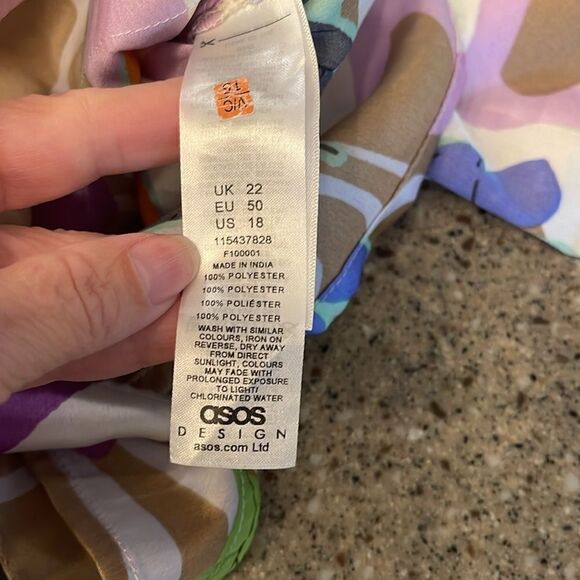 UK 22
EU 50
US 18
115437828
F100001
MADE IN INDIA
100% POLYESTER
100% POLYESTER
100% POLIÉSTER
100% POLYESTER
WASH WITH SIMILAR
COLOURS, IRON ON
REVERSE, DRY AWAY
FROM DIRECT
SUNLIGHT, COLOURS
MAY FADE WITH
PROLONGED EXPOSURE
TO LIGHT/
CHLORINATED WATER
asos
DESIGN
asos.com Ltd